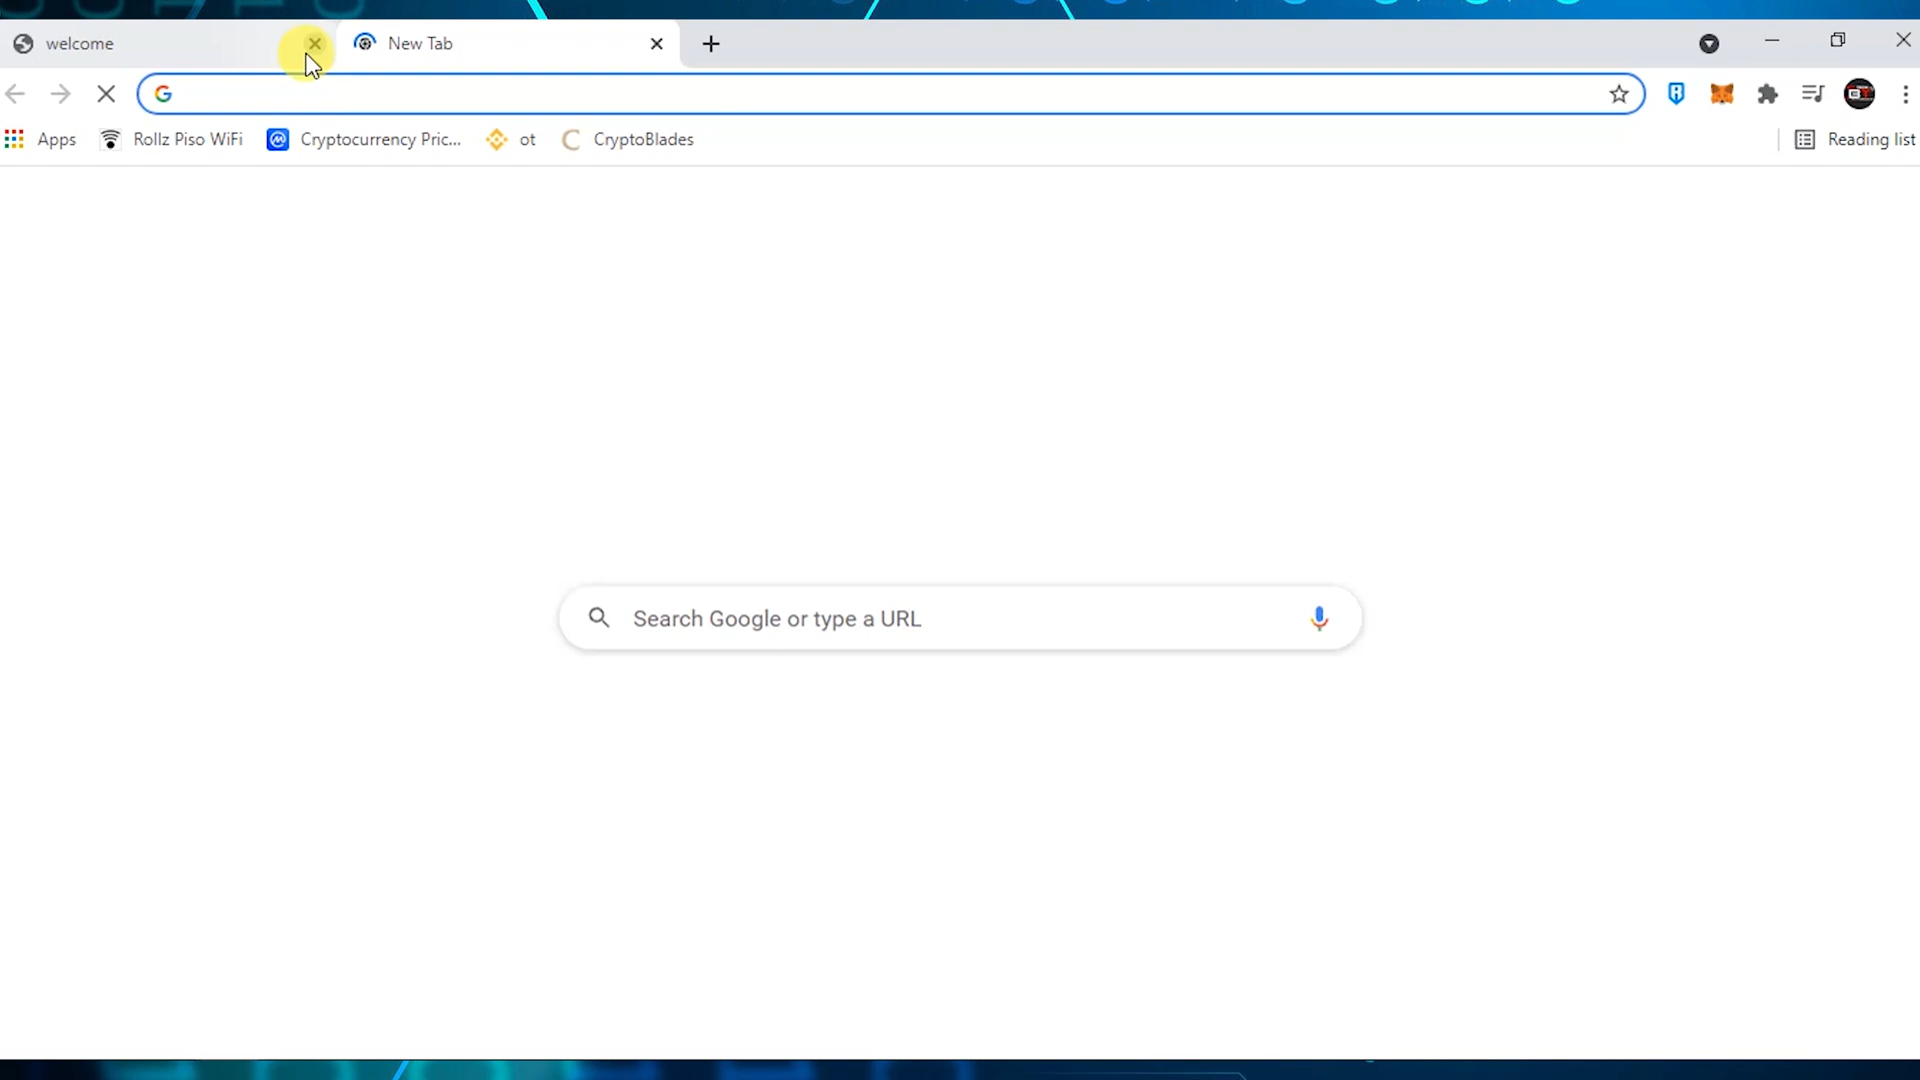 welcome
New Tab
Apps
Rollz Piso WiFi
Cryptocurrency Pric...
ot
CryptoBlades
Reading list
Search Google or type a URL